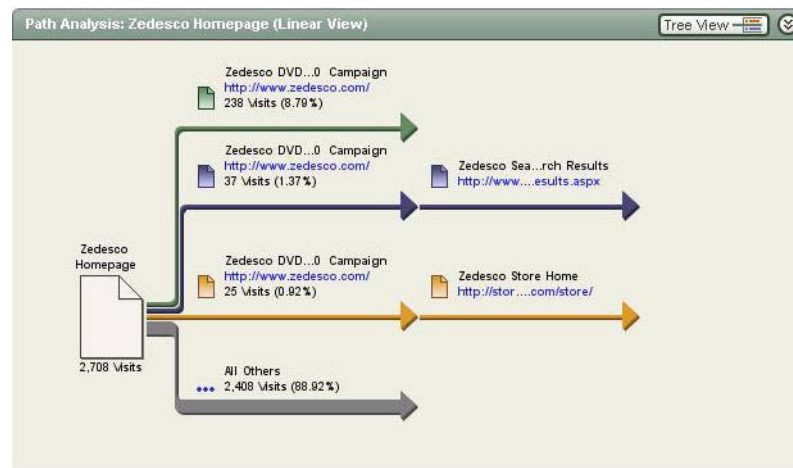 Path Analysis: Zedesco Homepage (Linear View)
Tree View
Zedesco DVD...0 Campaign
http://www.zedesco.com/
238 Visits (8.79%)
Zedesco DVD...0 Campaign
http://www.zedesco.com/
37 Visits (1.37%)
Zedesco Sea...rch Results
http://www....esults.aspx
Zedesco
Homepage
2,708 Visits
Zedesco DVD...0 Campaign
http://www.zedesco.com/
25 Visits (0.92%)
Zedesco Store Home
http://stor....com/store/
All Others
2,408 Visits (88.92%)